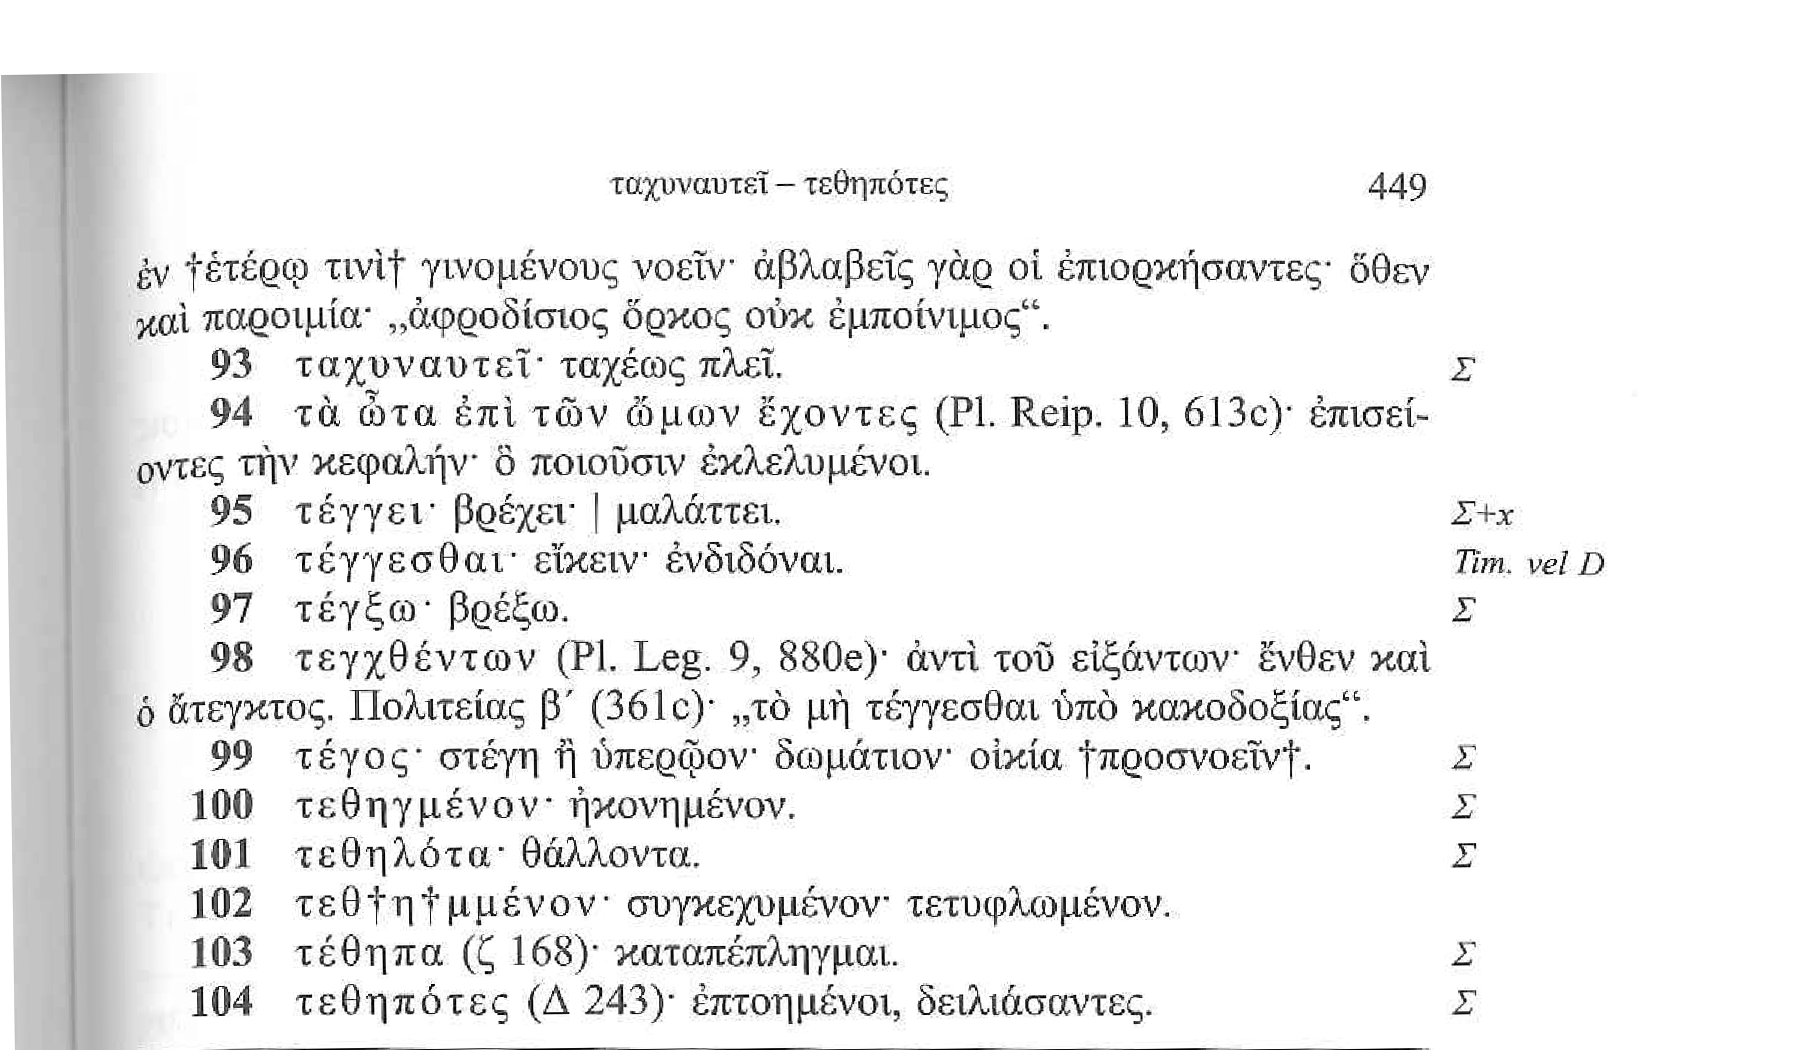 ταχυναυτεῖ – τεθηπότες 449
ἐν †ἑτέρῳ τινὶ† γινομένους νοεῖν· ἀβλαβεῖς γὰρ οἱ ἐπιορκήσαντες· ὅθεν
καὶ παροιμία· „ἀφροδίσιος ὅρκος οὐκ ἐμποίνιμος“.
93 ταχυναυτεῖ· ταχέως πλεῖ. Σ
94 τὰ ὦτα ἐπὶ τῶν ὤμων ἔχοντες (Pl. Reip. 10, 613c)· ἐπισεί-
οντες τὴν κεφαλήν· ὃ ποιοῦσιν ἐκλελυμένοι.
95 τέγγει· βρέχει· | μαλάττει. Σ+x
96 τέγγεσθαι· εἴκειν· ἐνδιδόναι. Tim. vel D
97 τέγξω· βρέξω. Σ
98 τεγχθέντων (Pl. Leg. 9, 880e)· ἀντὶ τοῦ εἰξάντων· ἔνθεν καὶ
ὁ ἄτεγκτος. Πολιτείας β΄ (361c)· „τὸ μὴ τέγγεσθαι ὑπὸ κακοδοξίας“.
99 τέγος· στέγη ἢ ὑπερῷον· δωμάτιον· οἰκία †προσνοεῖν†. Σ
100 τεθηγμένον· ἠκονημένον. Σ
101 τεθηλότα· θάλλοντα. Σ
102 τεθ†η†μμένον· συγκεχυμένον· τετυφλωμένον.
103 τέθηπα (ζ 168)· καταπέπληγμαι. Σ
104 τεθηπότες (Δ 243)· ἐπτοημένοι, δειλιάσαντες. Σ